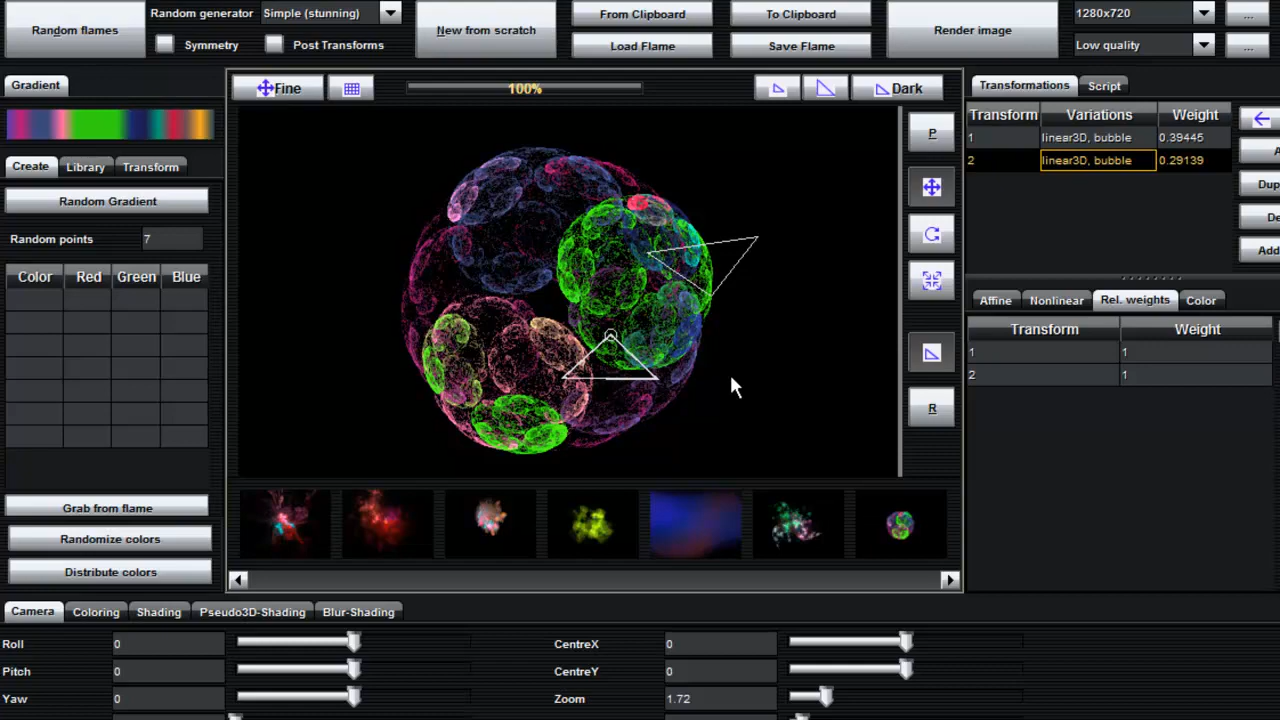 Random flames
Random generator
Simple (stunning)
Symmetry
Post Transforms
New from scratch
From Clipboard
To Clipboard
Load Flame
Save Flame
Render image
1280x720
...
Low quality
...
Gradient
Create
Library
Transform
Random Gradient
Random points
7
Color Red Green Blue
Grab from flame
Randomize colors
Distribute colors
Fine
100%
Dark
P
R
Transformations
Script
Transform Variations Weight
1 linear3D, bubble 0.39445
2 linear3D, bubble 0.29139
Affine
Nonlinear
Rel. weights
Color
Transform Weight
1 1
2 1
Camera
Coloring
Shading
Pseudo3D-Shading
Blur-Shading
Roll 0
CentreX 0
Pitch 0
CentreY 0
Yaw 0
Zoom 1.72